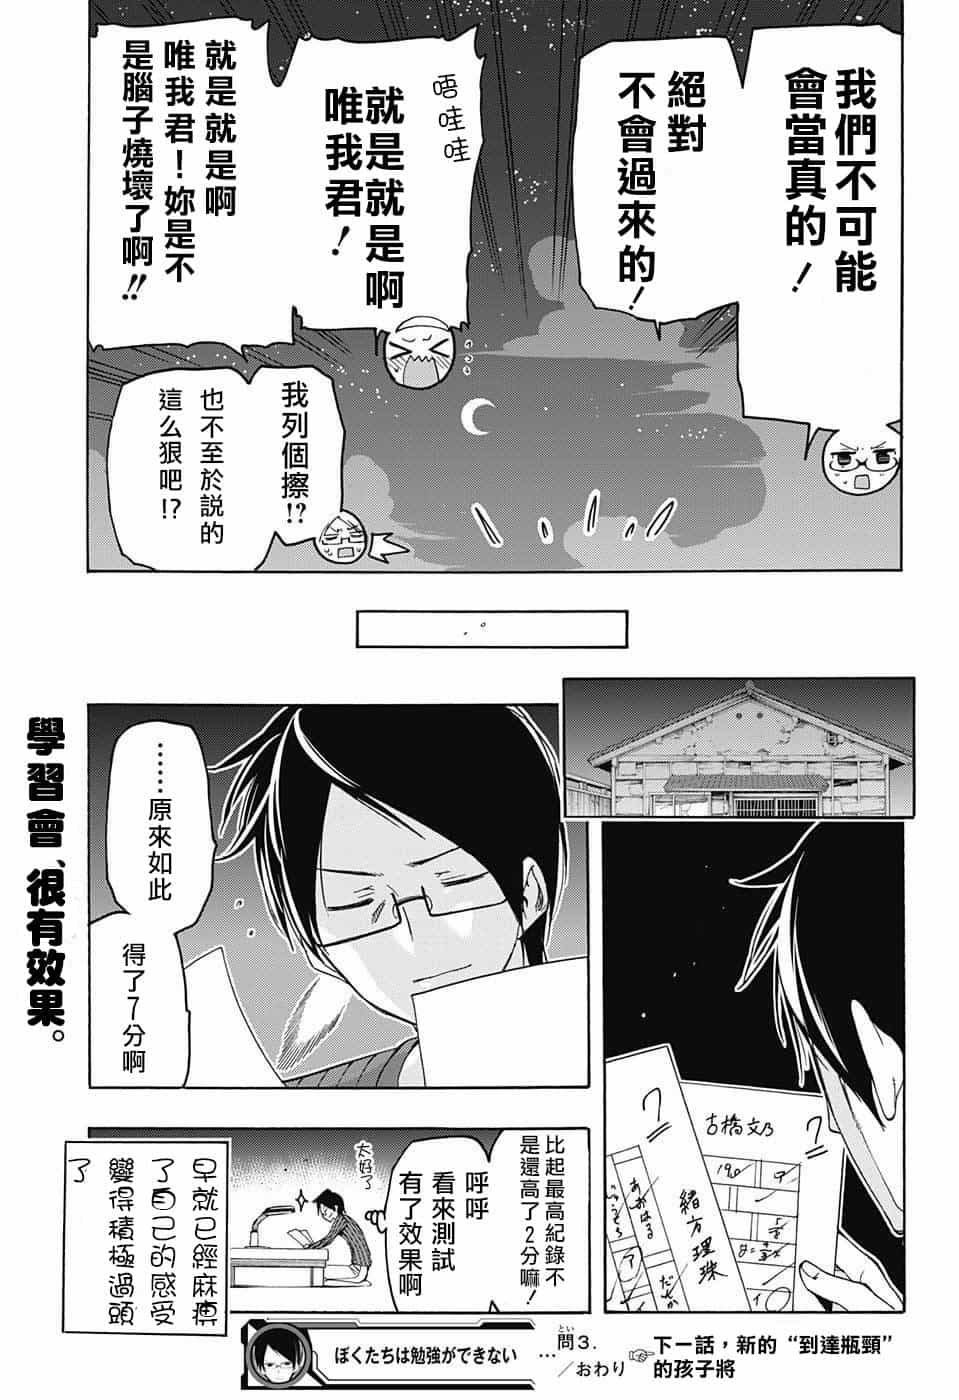 我們不可能
會當真的！
絕對
不會過來的！
唔哇哇
就是就是啊
唯我君！
就是就是啊
唯我君！妳是不
是腦子燒壞了啊!!
我列個擦!?
也不至於說的
這么狠吧!?
古橋文乃
7
緒方理珠
7
……原來如此
得了7分啊
學習會、很有效果。
比起最高紀錄不
是還高了2分嘛！
呼呼
看來測試
有了效果啊
太好了
早就已經麻痹
了自己的感受
變得積極過頭
了
ぼくたちは勉強ができない
…問3．
とい
／おわり
☞下一話，新的“到達瓶頸”
的孩子將